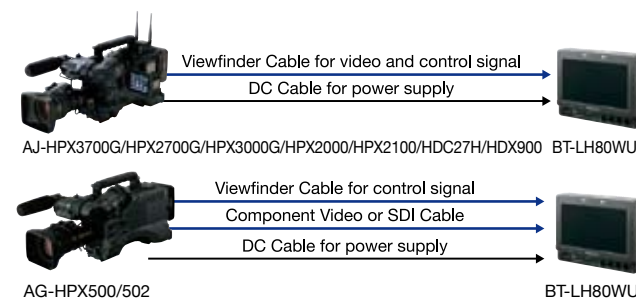 Viewfinder Cable for video and control signal
DC Cable for power supply
AJ-HPX3700G/HPX2700G/HPX3000G/HPX2000/HPX2100/HDC27H/HDX900 BT-LH80WU
Viewfinder Cable for control signal
Component Video or SDI Cable
DC Cable for power supply
AG-HPX500/502 BT-LH80WU